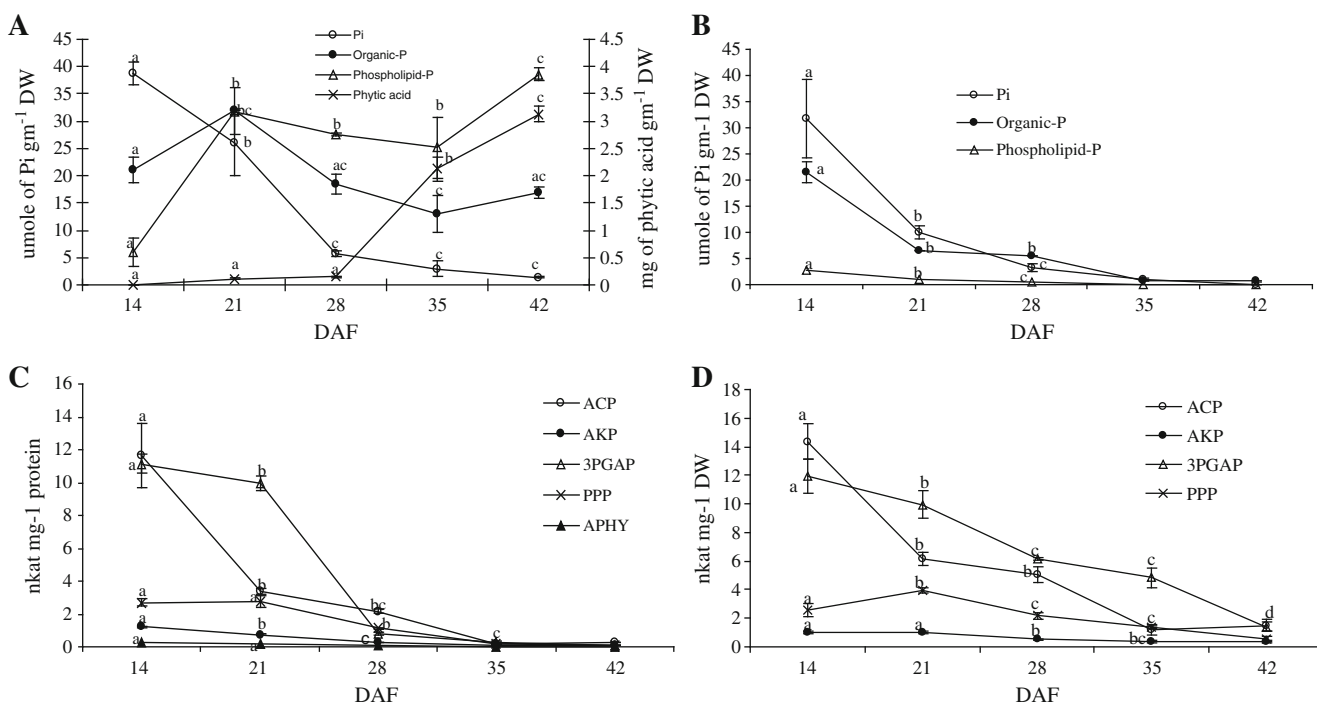 A
Pi
Organic-P
Phospholipid-P
Phytic acid
umole of Pi gm⁻¹ DW
45
40
35
30
25
20
15
10
5
0
4.5
4
3.5
3
2.5
2
1.5
1
0.5
0
mg of phytic acid gm⁻¹ DW
a
a
a
a
b
bc
b
a
b
ac
c
a
b
b
c
c
c
c
ac
c
14 21 28 35 42
DAF
B
Pi
Organic-P
Phospholipid-P
umole of Pi gm-1 DW
45
40
35
30
25
20
15
10
5
0
a
a
a
b
b
b
b
c
c
14 21 28 35 42
DAF
C
ACP
AKP
3PGAP
PPP
APHY
nkat mg-1 protein
16
14
12
10
8
6
4
2
0
a
a
a
a
a
b
b
a
b
a
bc
b
c
c
14 21 28 35 42
DAF
D
ACP
AKP
3PGAP
PPP
nkat mg-1 DW
18
16
14
12
10
8
6
4
2
0
a
a
a
a
b
b
b
a
c
b
c
b
c
c
bc
d
14 21 28 35 42
DAF